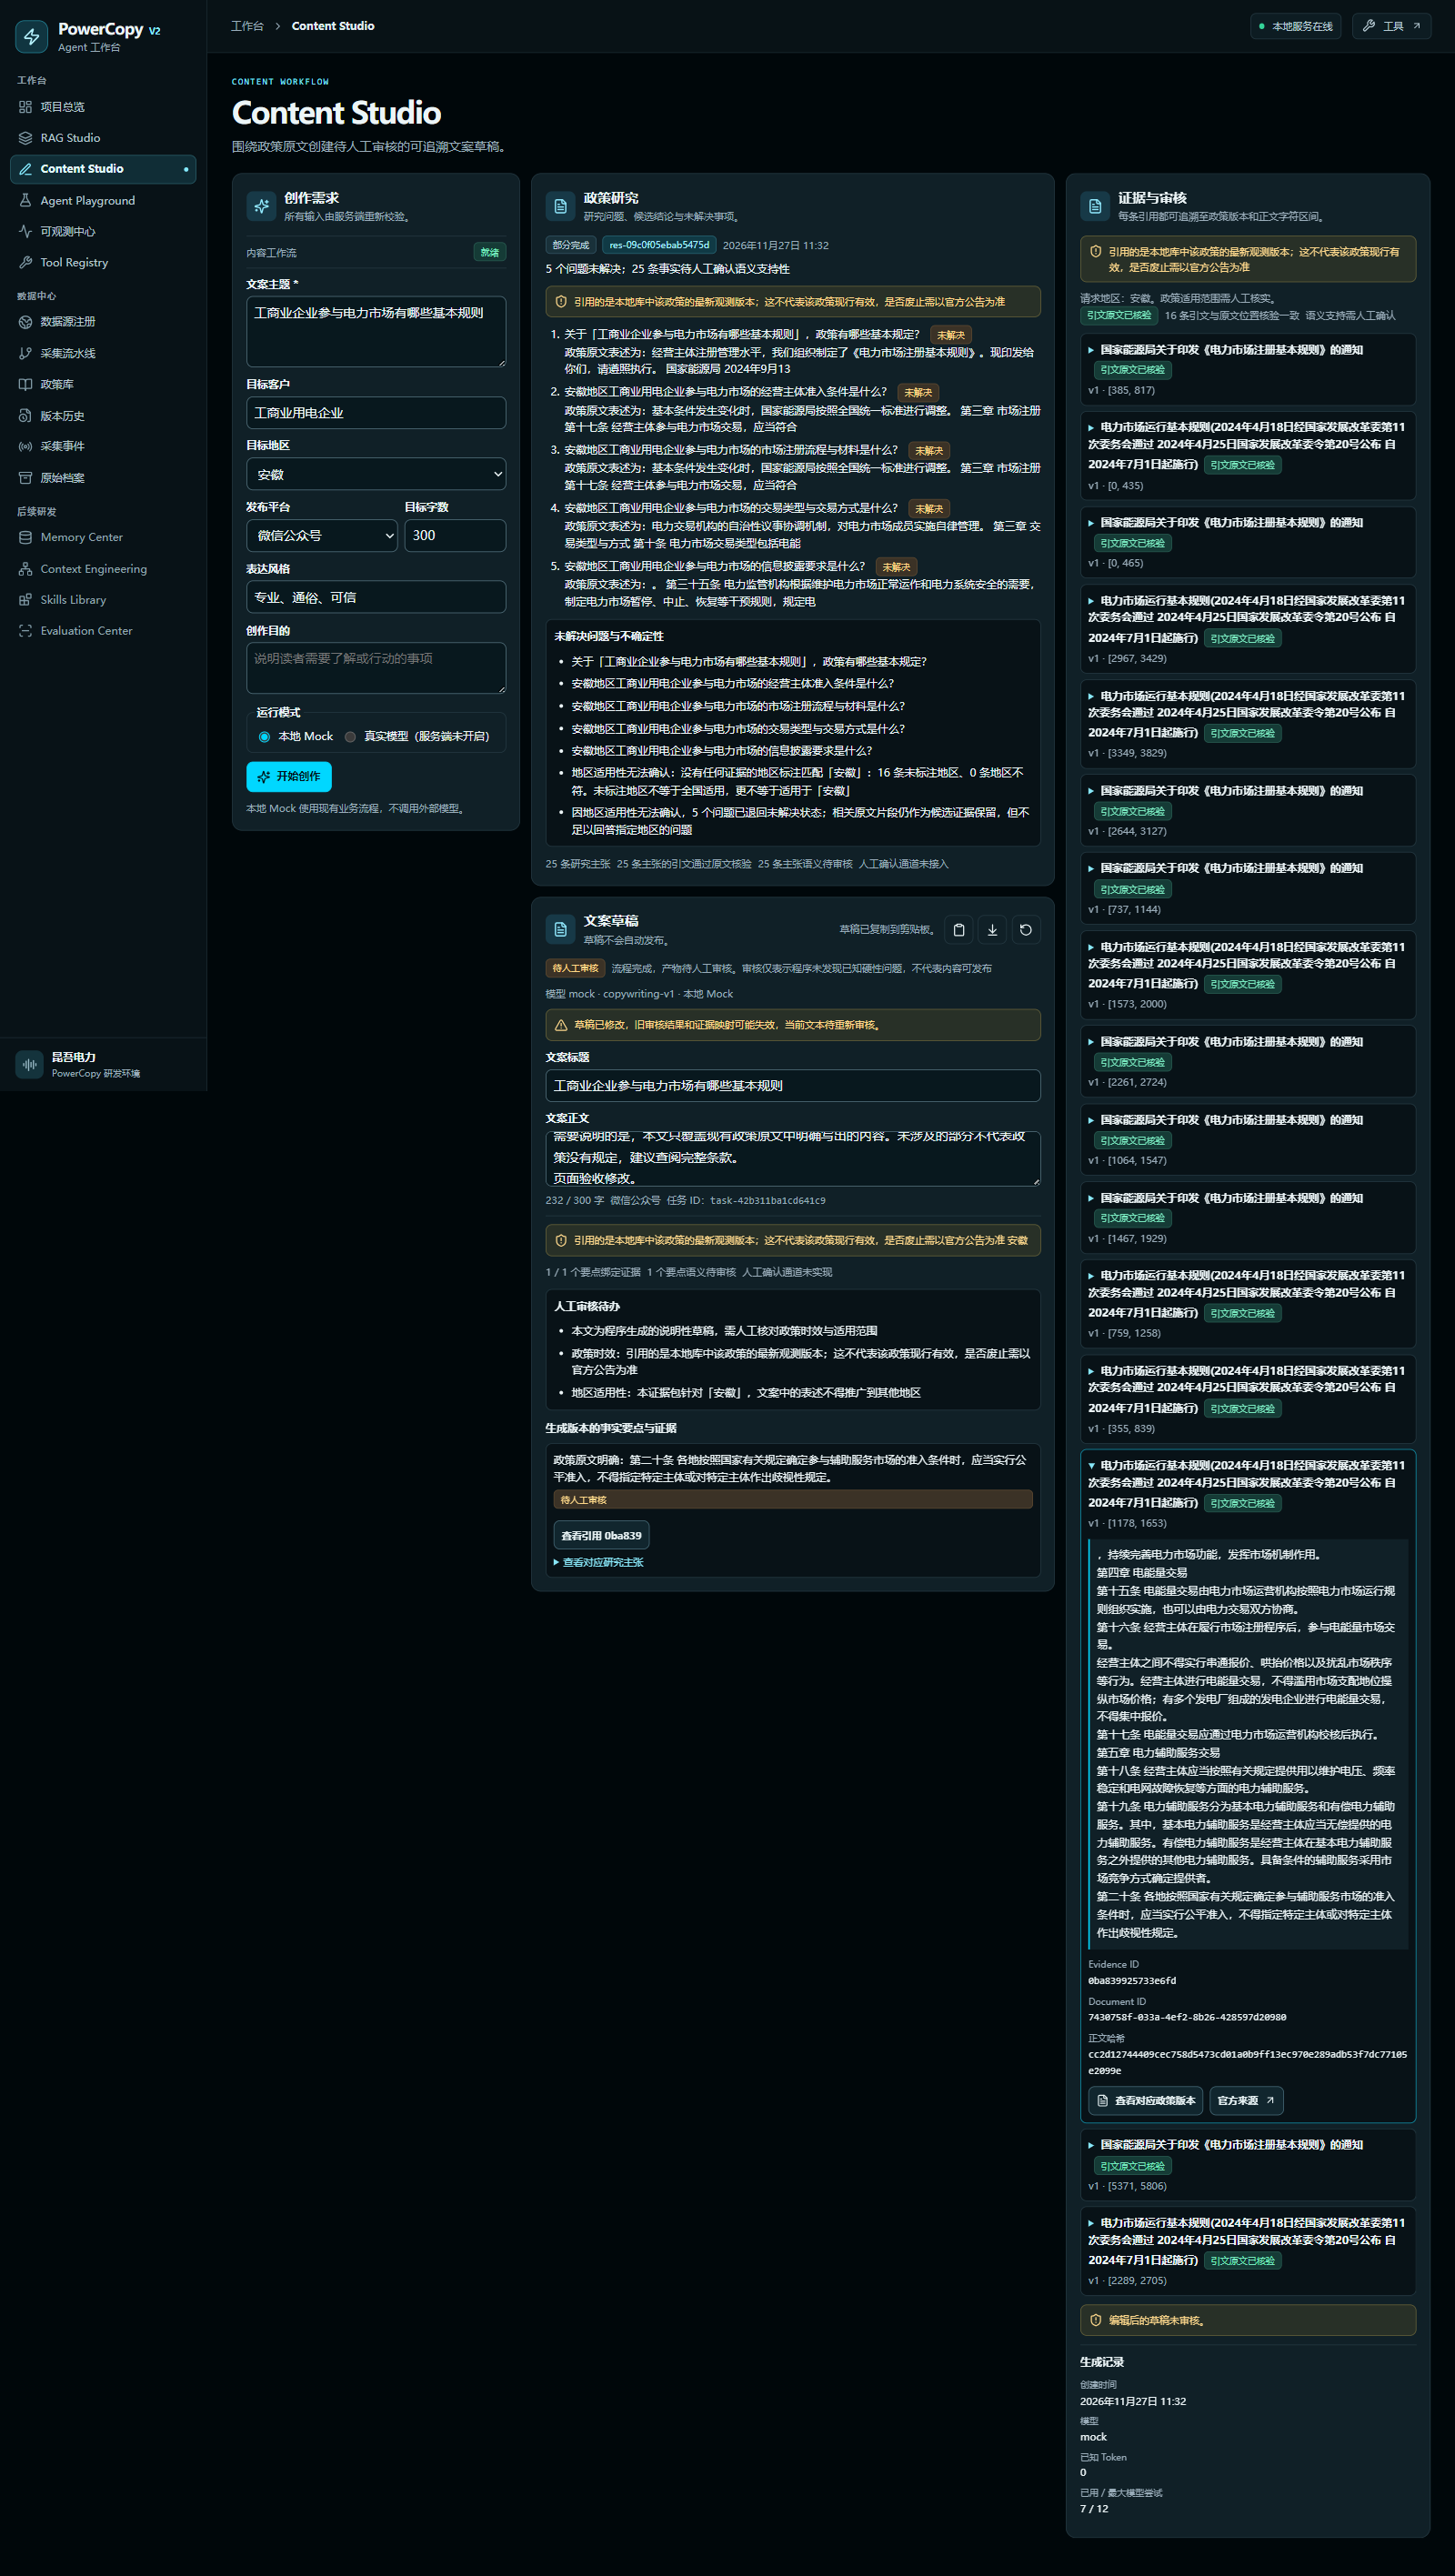 PowerCopy V2
Agent 工作台
工作台
项目总览
RAG Studio
Content Studio
Agent Playground
可观测中心
Tool Registry
数据中心
数据源注册
采集流水线
政策库
版本历史
采集事件
原始档案
后续研发
Memory Center
Context Engineering
Skills Library
Evaluation Center
昆吾电力
PowerCopy 研发环境
工作台 > Content Studio
本地服务在线
工具
CONTENT WORKFLOW
Content Studio
围绕政策原文创建待人工审核的可追溯文案草稿。
创作需求
所有输入由服务端重新校验。
内容工作流
就绪
文案主题 *
工商业企业参与电力市场有哪些基本规则
目标客户
工商业用电企业
目标地区
安徽
发布平台
目标字数
微信公众号
300
表达风格
专业、通俗、可信
创作目的
说明读者需要了解或行动的事项
运行模式
本地 Mock
真实模型（服务端未开启）
开始创作
本地 Mock 使用现有业务流程，不调用外部模型。
政策研究
研究问题、候选结论与未解决事项。
部分完成
res-09c0f05ebab5475d
2026年11月27日 11:32
5 个问题未解决；25 条事实待人工确认语义支持性
引用的是本地库中该政策的最新观测版本；这不代表该政策现行有效，是否废止需以官方公告为准
1. 关于「工商业企业参与电力市场有哪些基本规则」，政策有哪些基本规定？ 未解决
政策原文表述为：经营主体注册管理水平，我们组织制定了《电力市场注册基本规则》。现印发给
你们，请遵照执行。 国家能源局 2024年9月13
2. 安徽地区工商业用电企业参与电力市场的经营主体准入条件是什么？ 未解决
政策原文表述为：基本条件发生变化时，国家能源局按照全国统一标准进行调整。 第三章 市场注册
第十七条 经营主体参与电力市场交易，应当符合
3. 安徽地区工商业用电企业参与电力市场的市场注册流程与材料是什么？ 未解决
政策原文表述为：基本条件发生变化时，国家能源局按照全国统一标准进行调整。 第三章 市场注册
第十七条 经营主体参与电力市场交易，应当符合
4. 安徽地区工商业用电企业参与电力市场的交易类型与交易方式是什么？ 未解决
政策原文表述为：电力交易机构的自治性议事协调机制，对电力市场成员实施自律管理。 第三章 交
易类型与方式 第十条 电力市场交易类型包括电能
5. 安徽地区工商业用电企业参与电力市场的信息披露要求是什么？ 未解决
政策原文表述为：。 第三十五条 电力监管机构根据维护电力市场正常运作和电力系统安全的需要，
制定电力市场暂停、中止、恢复等干预规则，规定电
未解决问题与不确定性
• 关于「工商业企业参与电力市场有哪些基本规则」，政策有哪些基本规定？
• 安徽地区工商业用电企业参与电力市场的经营主体准入条件是什么？
• 安徽地区工商业用电企业参与电力市场的市场注册流程与材料是什么？
• 安徽地区工商业用电企业参与电力市场的交易类型与交易方式是什么？
• 安徽地区工商业用电企业参与电力市场的信息披露要求是什么？
• 地区适用性无法确认：没有任何证据的地区标注匹配「安徽」：16 条未标注地区、0 条地区不
符。未标注地区不等于全国适用，更不等于适用于「安徽」
• 因地区适用性无法确认，5 个问题已退回未解决状态；相关原文片段仍作为候选证据保留，但不
足以回答指定地区的问题
25 条研究主张 25 条主张的引文通过原文核验 25 条主张语义待审核 人工确认通道未接入
文案草稿
草稿不会自动发布。
草稿已复制到剪贴板。
待人工审核 流程完成，产物待人工审核。审核仅表示程序未发现已知硬性问题，不代表内容可发布
模型 mock · copywriting-v1 · 本地 Mock
草稿已修改，旧审核结果和证据映射可能失效，当前文本待重新审核。
文案标题
工商业企业参与电力市场有哪些基本规则
文案正文
需要说明的是，本文只覆盖现有政策原文中明确写出的内容。未涉及的部分不代表政
策没有规定，建议查阅完整条款。
页面验收修改。
232 / 300 字 微信公众号 任务 ID：task-42b311ba1cd641c9
引用的是本地库中该政策的最新观测版本；这不代表该政策现行有效，是否废止需以官方公告为准 安徽
1 / 1 个要点绑定证据 1 个要点语义待审核 人工确认通道未实现
人工审核待办
• 本文为程序生成的说明性草稿，需人工核对政策时效与适用范围
• 政策时效：引用的是本地库中该政策的最新观测版本；这不代表该政策现行有效，是否废止需以
官方公告为准
• 地区适用性：本证据包针对「安徽」，文案中的表述不得推广到其他地区
生成版本的事实要点与证据
政策原文明确：第二十条 各地按照国家有关规定确定参与辅助服务市场的准入条件时，应当实行公
平准入，不得指定特定主体或对特定主体作出歧视性规定。
待人工审核
查看引用 0ba839
查看对应研究主张
证据与审核
每条引用都可追溯至政策版本和正文字符区间。
引用的是本地库中该政策的最新观测版本；这不代表该政策现行有
效，是否废止需以官方公告为准
请求地区：安徽。政策适用范围需人工核实。
引文原文已核验 16 条引文与原文位置核验一致 语义支持需人工确认
国家能源局关于印发《电力市场注册基本规则》的通知
引文原文已核验
v1 · [385, 817)
电力市场运行基本规则(2024年4月18日经国家发展改革委第11
次委务会通过 2024年4月25日国家发展改革委令第20号公布 自
2024年7月1日起施行) 引文原文已核验
v1 · [0, 435)
国家能源局关于印发《电力市场注册基本规则》的通知
引文原文已核验
v1 · [0, 465)
电力市场运行基本规则(2024年4月18日经国家发展改革委第11
次委务会通过 2024年4月25日国家发展改革委令第20号公布 自
2024年7月1日起施行) 引文原文已核验
v1 · [2967, 3429)
电力市场运行基本规则(2024年4月18日经国家发展改革委第11
次委务会通过 2024年4月25日国家发展改革委令第20号公布 自
2024年7月1日起施行) 引文原文已核验
v1 · [3349, 3829)
国家能源局关于印发《电力市场注册基本规则》的通知
引文原文已核验
v1 · [2644, 3127)
国家能源局关于印发《电力市场注册基本规则》的通知
引文原文已核验
v1 · [737, 1144)
电力市场运行基本规则(2024年4月18日经国家发展改革委第11
次委务会通过 2024年4月25日国家发展改革委令第20号公布 自
2024年7月1日起施行) 引文原文已核验
v1 · [1573, 2000)
国家能源局关于印发《电力市场注册基本规则》的通知
引文原文已核验
v1 · [2261, 2724)
国家能源局关于印发《电力市场注册基本规则》的通知
引文原文已核验
v1 · [1064, 1547)
国家能源局关于印发《电力市场注册基本规则》的通知
引文原文已核验
v1 · [1467, 1929)
电力市场运行基本规则(2024年4月18日经国家发展改革委第11
次委务会通过 2024年4月25日国家发展改革委令第20号公布 自
2024年7月1日起施行) 引文原文已核验
v1 · [759, 1258)
电力市场运行基本规则(2024年4月18日经国家发展改革委第11
次委务会通过 2024年4月25日国家发展改革委令第20号公布 自
2024年7月1日起施行) 引文原文已核验
v1 · [355, 839)
电力市场运行基本规则(2024年4月18日经国家发展改革委第11
次委务会通过 2024年4月25日国家发展改革委令第20号公布 自
2024年7月1日起施行) 引文原文已核验
v1 · [1178, 1653)
，持续完善电力市场功能，发挥市场机制作用。
第四章 电能量交易
第十五条 电能量交易由电力市场运营机构按照电力市场运行规
则组织实施，也可以由电力交易双方协商。
第十六条 经营主体在履行市场注册程序后，参与电能量市场交
易。
经营主体之间不得实行串通报价、哄抬价格以及扰乱市场秩序
等行为。经营主体进行电能量交易，不得滥用市场支配地位操
纵市场价格；有多个发电厂组成的发电企业进行电能量交易，
不得集中报价。
第十七条 电能量交易应通过电力市场运营机构校核后执行。
第五章 电力辅助服务交易
第十八条 经营主体应当按照有关规定提供用以维护电压、频率
稳定和电网故障恢复等方面的电力辅助服务。
第十九条 电力辅助服务分为基本电力辅助服务和有偿电力辅助
服务。其中，基本电力辅助服务是经营主体应当无偿提供的电
力辅助服务。有偿电力辅助服务是经营主体在基本电力辅助服
务之外提供的其他电力辅助服务。具备条件的辅助服务采用市
场竞争方式确定提供者。
第二十条 各地按照国家有关规定确定参与辅助服务市场的准入
条件时，应当实行公平准入，不得指定特定主体或对特定主体
作出歧视性规定。
Evidence ID
0ba839925733e6fd
Document ID
7430758f-033a-4ef2-8b26-428597d20980
正文哈希
cc2d12744409cec758d5473cd01a0b9ff13ec970e289adb53f7dc77105
e2099e
查看对应政策版本
官方来源
国家能源局关于印发《电力市场注册基本规则》的通知
引文原文已核验
v1 · [5371, 5806)
电力市场运行基本规则(2024年4月18日经国家发展改革委第11
次委务会通过 2024年4月25日国家发展改革委令第20号公布 自
2024年7月1日起施行) 引文原文已核验
v1 · [2289, 2705)
编辑后的草稿未审核。
生成记录
创建时间
2026年11月27日 11:32
模型
mock
已知 Token
0
已用 / 最大模型尝试
7 / 12